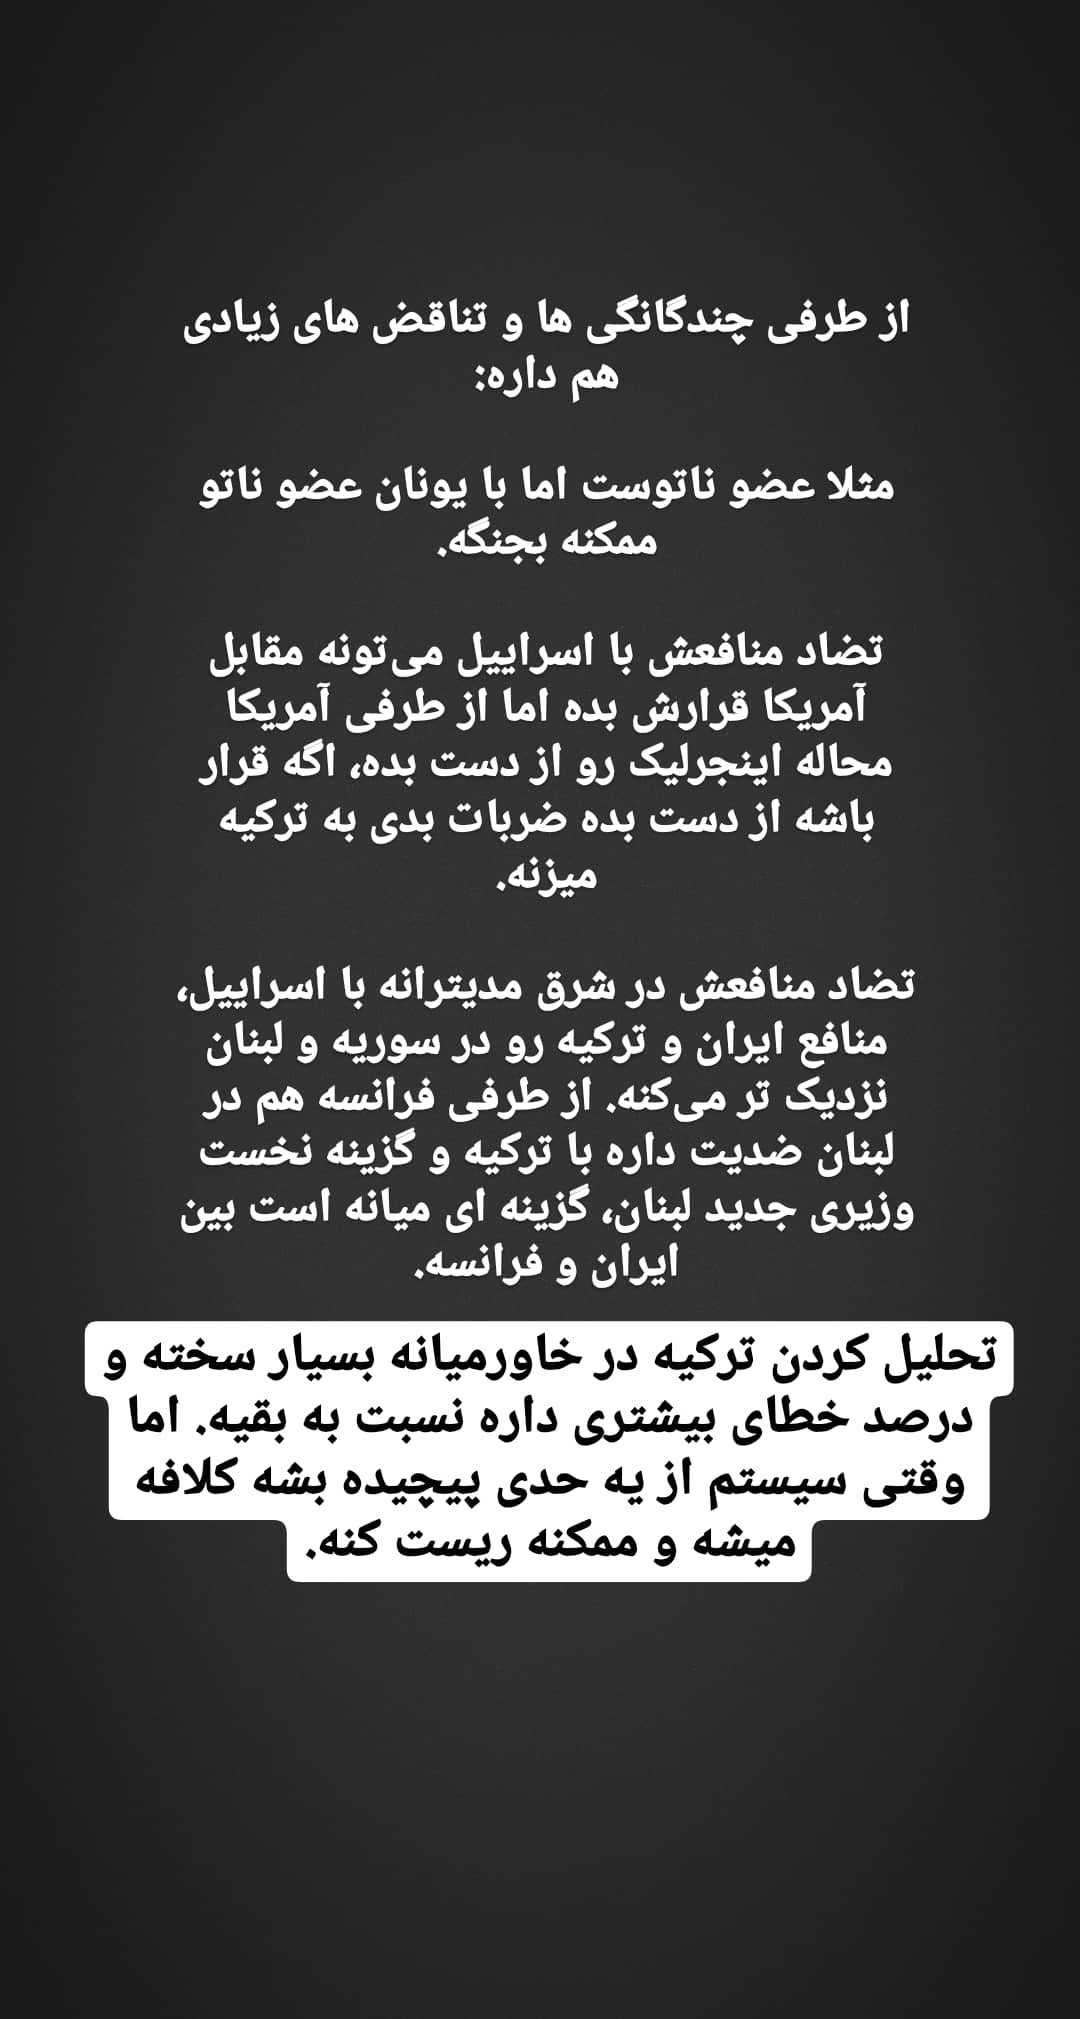 از طرفی چندگانگی ها و تناقض های زیادی
هم داره:
مثلا عضو ناتوست اما با یونان عضو ناتو
ممکنه بجنگه.
تضاد منافعش با اسراییل می‌تونه مقابل
آمریکا قرارش بده اما از طرفی آمریکا
محاله اینجرلیک رو از دست بده، اگه قرار
باشه از دست بده ضربات بدی به ترکیه
میزنه.
تضاد منافعش در شرق مدیترانه با اسراییل،
منافع ایران و ترکیه رو در سوریه و لبنان
نزدیک تر می‌کنه. از طرفی فرانسه هم در
لبنان ضدیت داره با ترکیه و گزینه نخست
وزیری جدید لبنان، گزینه ای میانه است بین
ایران و فرانسه.
تحلیل کردن ترکیه در خاورمیانه بسیار سخته و
درصد خطای بیشتری داره نسبت به بقیه. اما
وقتی سیستم از یه حدی پیچیده بشه کلافه
میشه و ممکنه ریست کنه.